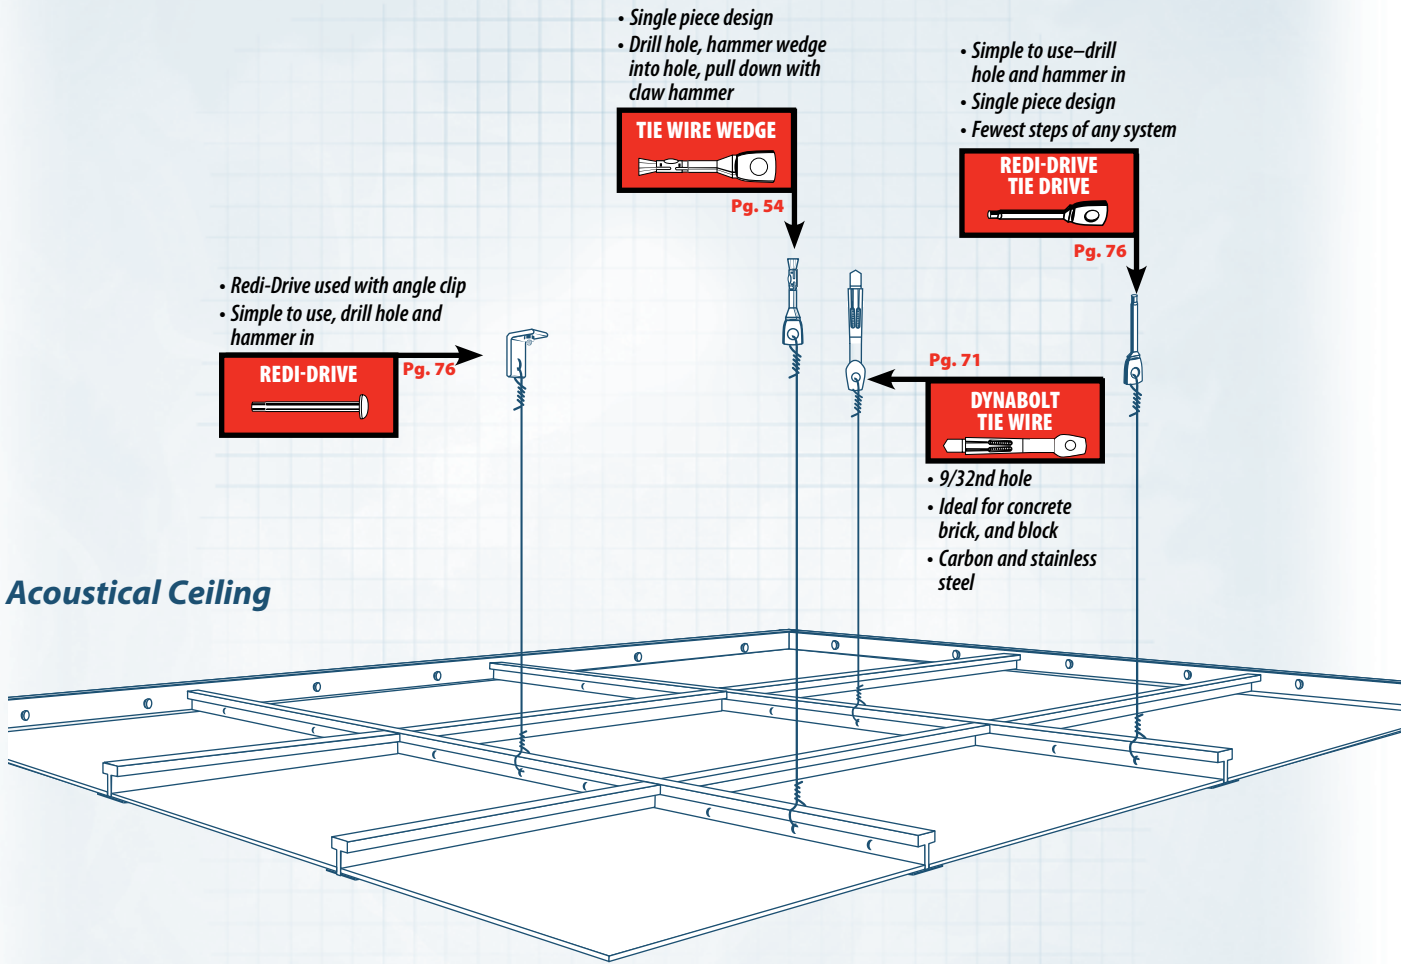 • Single piece design
• Drill hole, hammer wedge
into hole, pull down with
claw hammer
TIE WIRE WEDGE
Pg. 54
• Simple to use–drill
hole and hammer in
• Single piece design
• Fewest steps of any system
REDI-DRIVE
TIE DRIVE
Pg. 76
• Redi-Drive used with angle clip
• Simple to use, drill hole and
hammer in
REDI-DRIVE
Pg. 76
Pg. 71
DYNABOLT
TIE WIRE
• 9/32nd hole
• Ideal for concrete
brick, and block
• Carbon and stainless
steel
Acoustical Ceiling